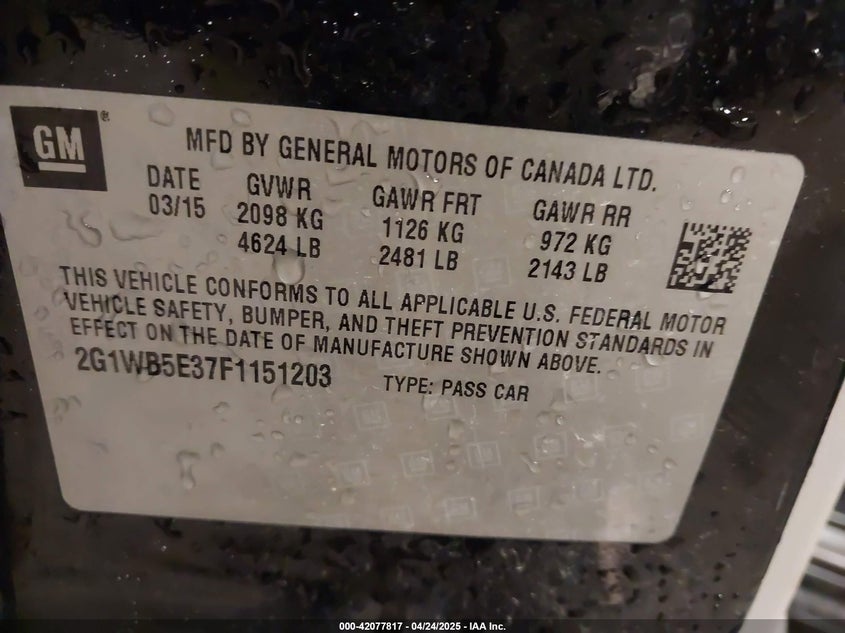 GM®
MFD BY GENERAL MOTORS OF CANADA LTD.
DATE GVWR GAWR FRT GAWR RR
03/15 2098 KG 1126 KG 972 KG
4624 LB 2481 LB 2143 LB
THIS VEHICLE CONFORMS TO ALL APPLICABLE U.S. FEDERAL MOTOR
VEHICLE SAFETY, BUMPER, AND THEFT PREVENTION STANDARDS IN
EFFECT ON THE DATE OF MANUFACTURE SHOWN ABOVE.
2G1WB5E37F1151203 TYPE: PASS CAR
000-42077817 - 04/24/2025 - IAA Inc.